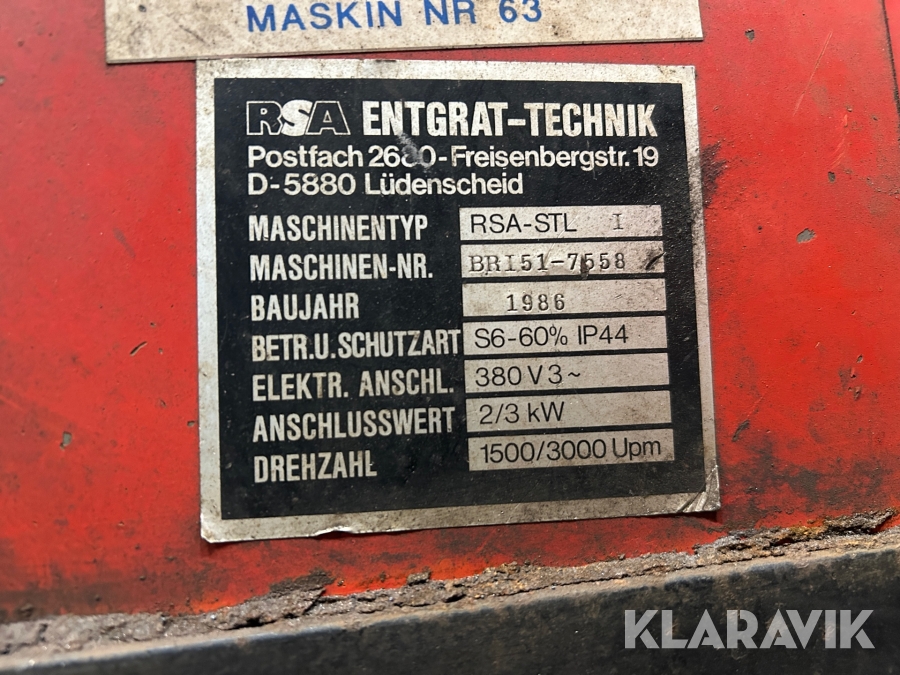 MASKIN NR 63
RSA ENTGRAT-TECHNIK
Postfach 2680-Freisenbergstr. 19
D-5880 Lüdenscheid
MASCHINENTYP RSA-STL I
MASCHINEN-NR. BRI51-7558
BAUJAHR 1986
BETR.U.SCHUTZART S6-60% IP44
ELEKTR. ANSCHL. 380 V 3~
ANSCHLUSSWERT 2/3 kW
DREHZAHL 1500/3000 Upm
KLARAVIK